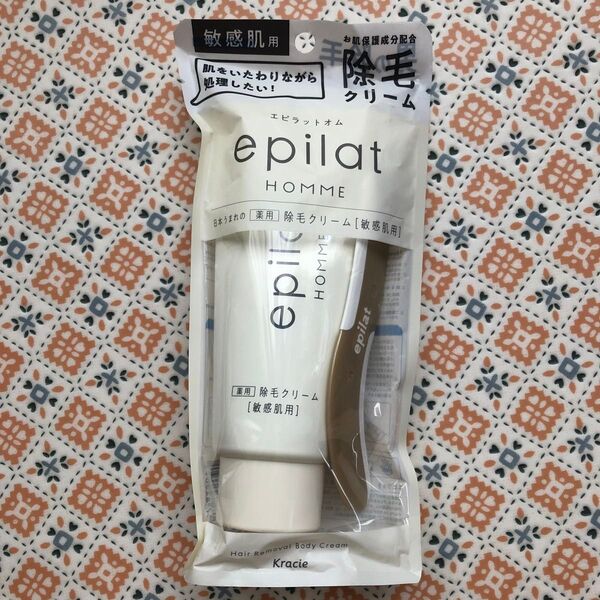 敏感肌用
お肌保護成分配合
肌をいたわりながら
処理したい!
除毛
クリーム
エピラットオム
epilat
HOMME
日本うまれの[薬用]除毛クリーム[敏感肌用]
epilat
HOMME
epilat
薬用 除毛クリーム
[敏感肌用]
Hair Removal Body Cream
Kracie